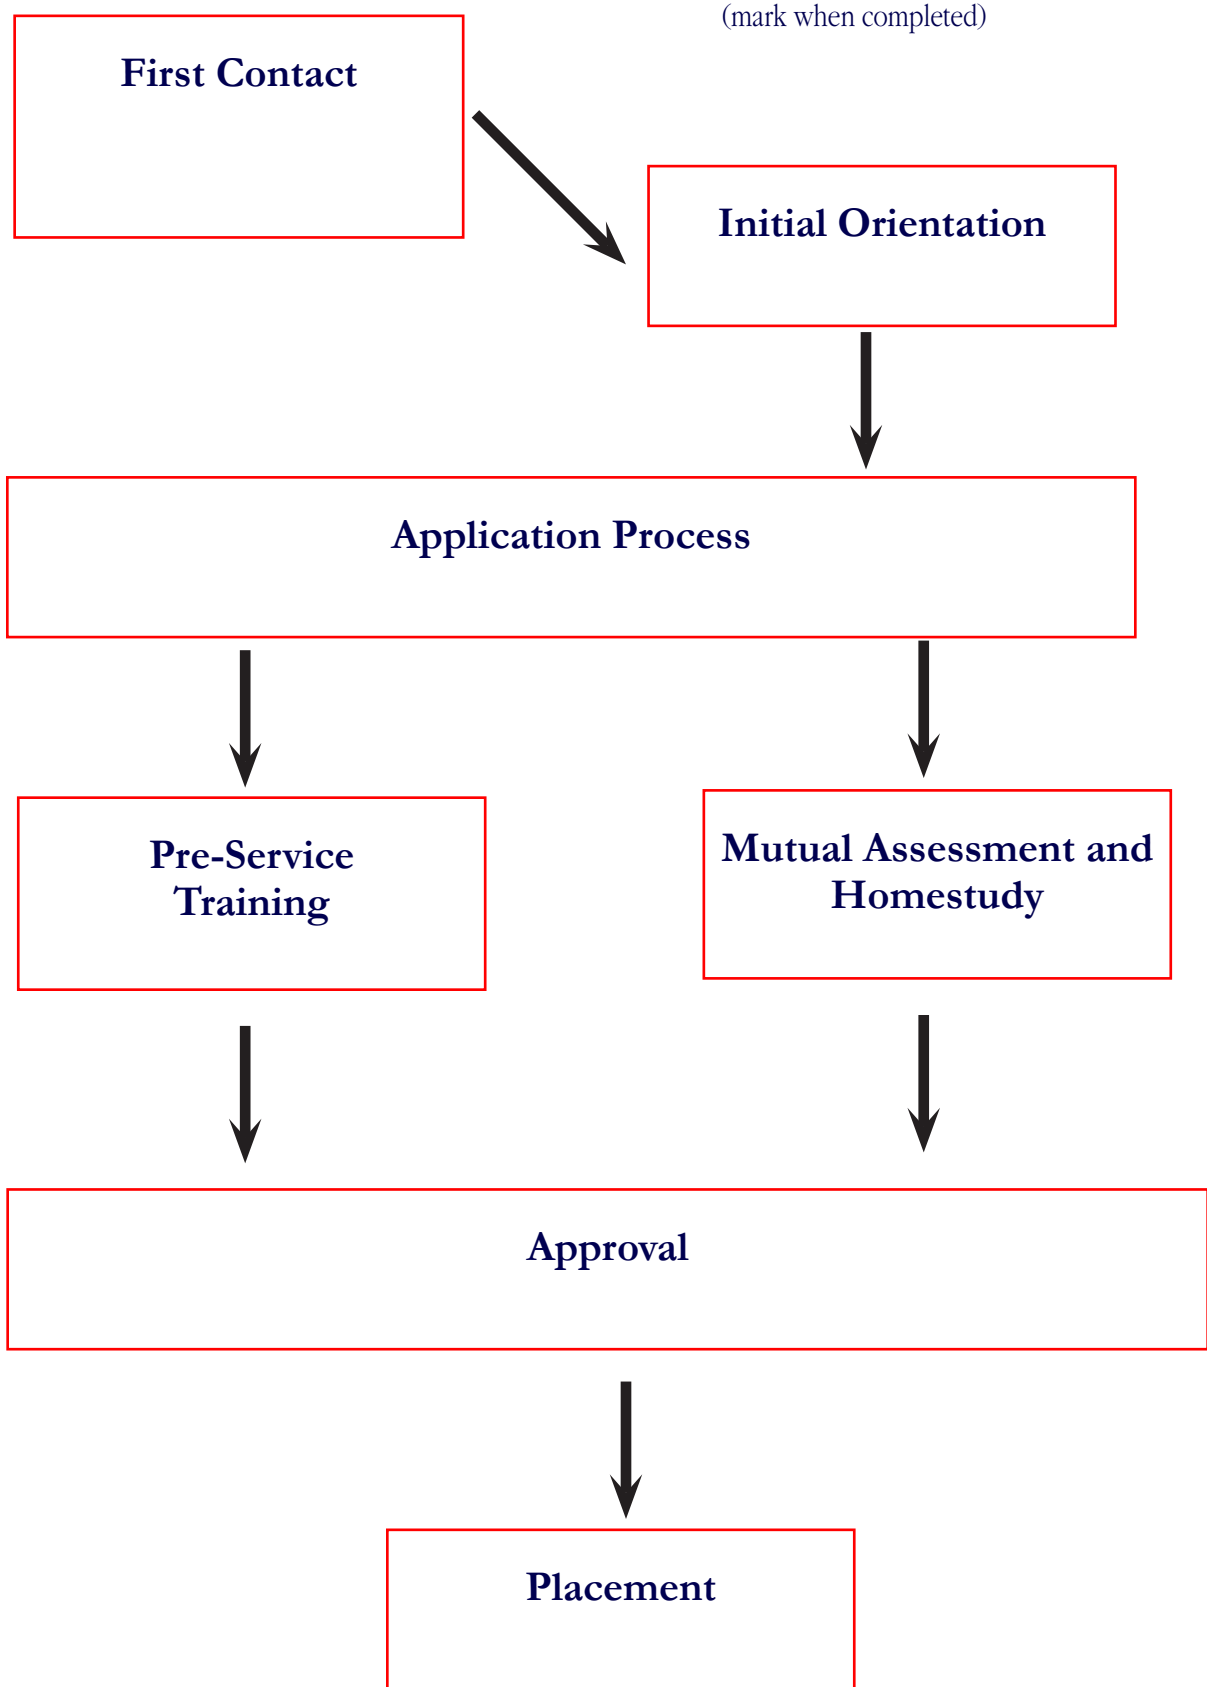 (mark when completed)
First Contact
Initial Orientation
Application Process
Pre-Service
Training
Mutual Assessment and
Homestudy
Approval
Placement